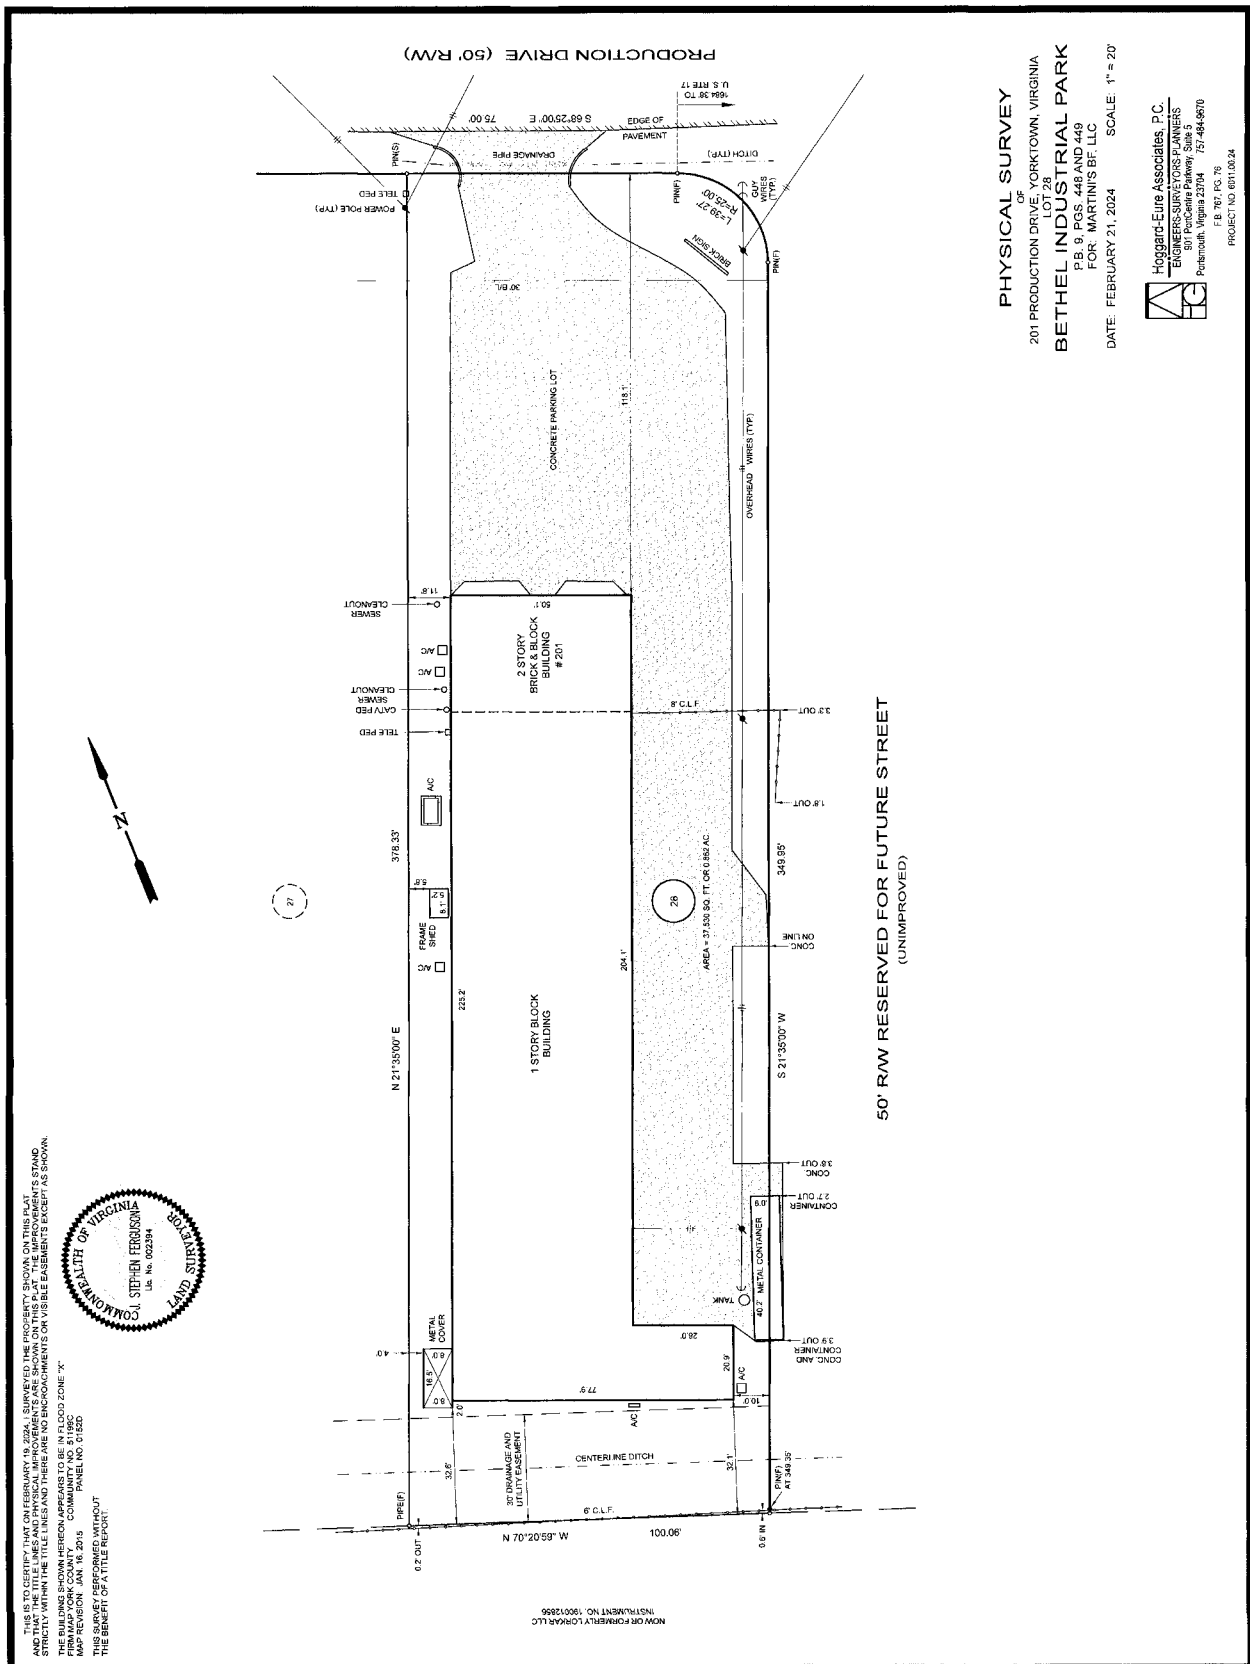 THIS IS TO CERTIFY THAT ON FEBRUARY 19, 2024, I SURVEYED THE PROPERTY SHOWN ON THIS PLAT
AND THAT THE TITLE LINES AND PHYSICAL IMPROVEMENTS ARE SHOWN ON THIS PLAT. THE IMPROVEMENTS STAND
STRICTLY WITHIN THE TITLE LINES AND THERE ARE NO ENCROACHMENTS OR VISIBLE EASEMENTS EXCEPT AS SHOWN.
THE BUILDING SHOWN HEREON APPEARS TO BE IN FLOOD ZONE "X"
FIRM MAP YORK COUNTY COMMUNITY NO. 51199C
MAP REVISION: JAN. 16, 2015 PANEL NO. 0152D
THIS SURVEY PERFORMED WITHOUT
THE BENEFIT OF A TITLE REPORT.
COMMONWEALTH OF VIRGINIA
J. STEPHEN FERGUSON
Lic. No. 002394
LAND SURVEYOR
N
27
PRODUCTION DRIVE (50' R/W)
1684.38' TO
U.S. RTE 17
S 68°25'00" E 75.00'
EDGE OF
PAVEMENT
DRAINAGE PIPE
DITCH (TYP.)
PIN(S)
PIN(F)
TELE PED
POWER POLE (TYP.)
GUY
WIRES
(TYP.)
L=39.27'
R=25.00'
BRICK SIGN
PIN(F)
30' B/L
CONCRETE PARKING LOT
118.1'
OVERHEAD WIRES (TYP.)
11.8'
SEWER
CLEANOUT
A/C
A/C
SEWER
CLEANOUT
CATV PED
TELE PED
50.1'
2 STORY
BRICK & BLOCK
BUILDING
# 201
8' C.L.F.
3.3' OUT
1.8' OUT
A/C
378.33'
5.8'
5.2'
8.1'
FRAME
SHED
A/C
N 21°35'00" E
225.2'
204.1'
1 STORY BLOCK
BUILDING
28
AREA = 37,530 SQ. FT. OR 0.862 AC.
349.95'
CONC.
ON LINE
S 21°35'00" W
50' R/W RESERVED FOR FUTURE STREET
(UNIMPROVED)
CONC.
3.8' OUT
CONTAINER
2.7' OUT
40.2' METAL CONTAINER
TANK
CONC. AND
CONTAINER
3.9' OUT
28.0'
20.9'
A/C
10.0'
METAL
COVER
4.0'
8.0'
16.5'
8.0'
2.0'
77.9'
A/C
30' DRAINAGE AND
UTILITY EASEMENT
CENTERLINE DITCH
32.6'
32.1'
PIPE(F)
PIN(F)
AT 349.35'
6' C.L.F.
0.2' OUT
N 70°20'59" W 100.06'
0.6' IN
NOW OR FORMERLY LORKAR LLC
INSTRUMENT NO. 190012656
PHYSICAL SURVEY
OF
201 PRODUCTION DRIVE, YORKTOWN, VIRGINIA
LOT 28
BETHEL INDUSTRIAL PARK
P.B. 9, PGS. 448 AND 449
FOR: MARTINI'S BF, LLC
DATE: FEBRUARY 21, 2024 SCALE: 1" = 20'
Hoggard-Eure Associates, P.C.
ENGINEERS-SURVEYORS-PLANNERS
901 PortCentre Parkway, Suite 5
Portsmouth, Virginia 23704 757-484-9670
F.B. 767, PG. 76
PROJECT NO. 6011.00.24